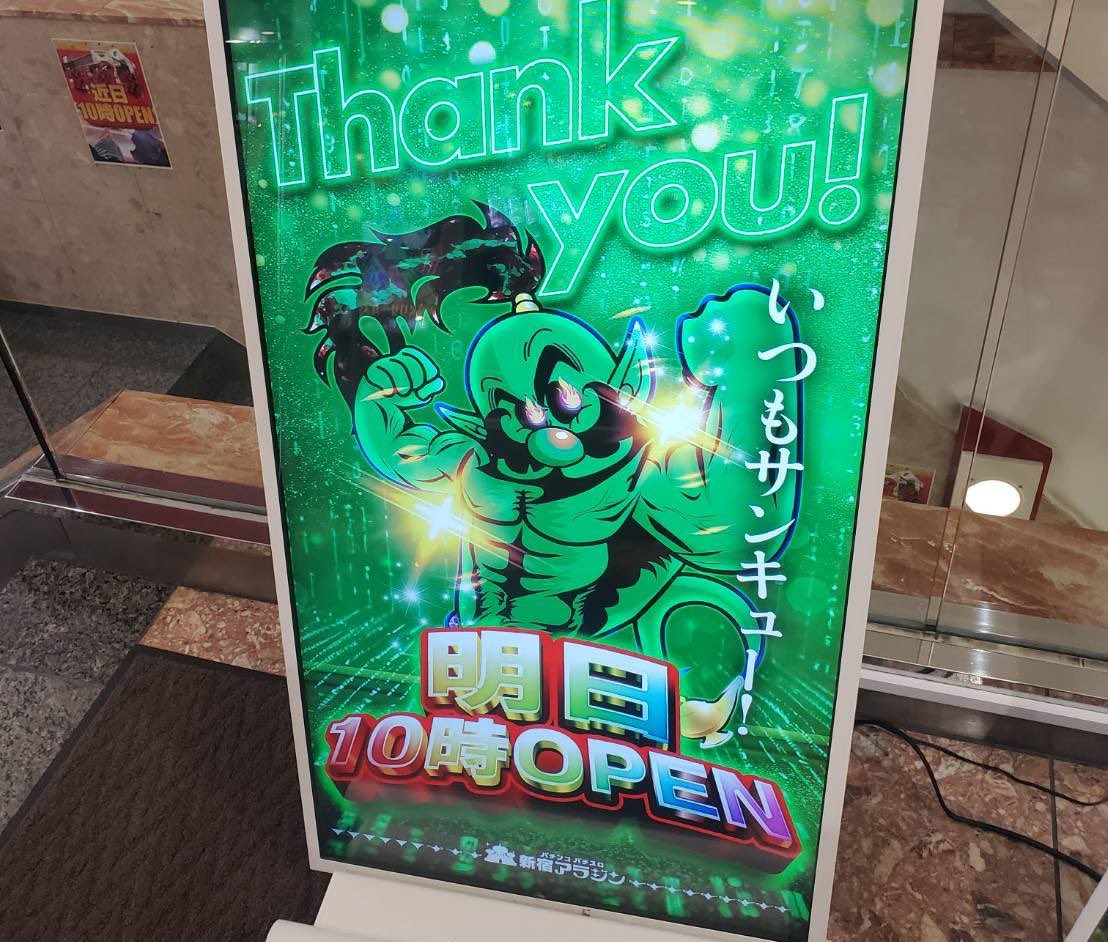 近日
10時OPEN
Thank
you!
いつもサンキュー!
明日
10時OPEN
パチンコ パチスロ
新宿アラジン